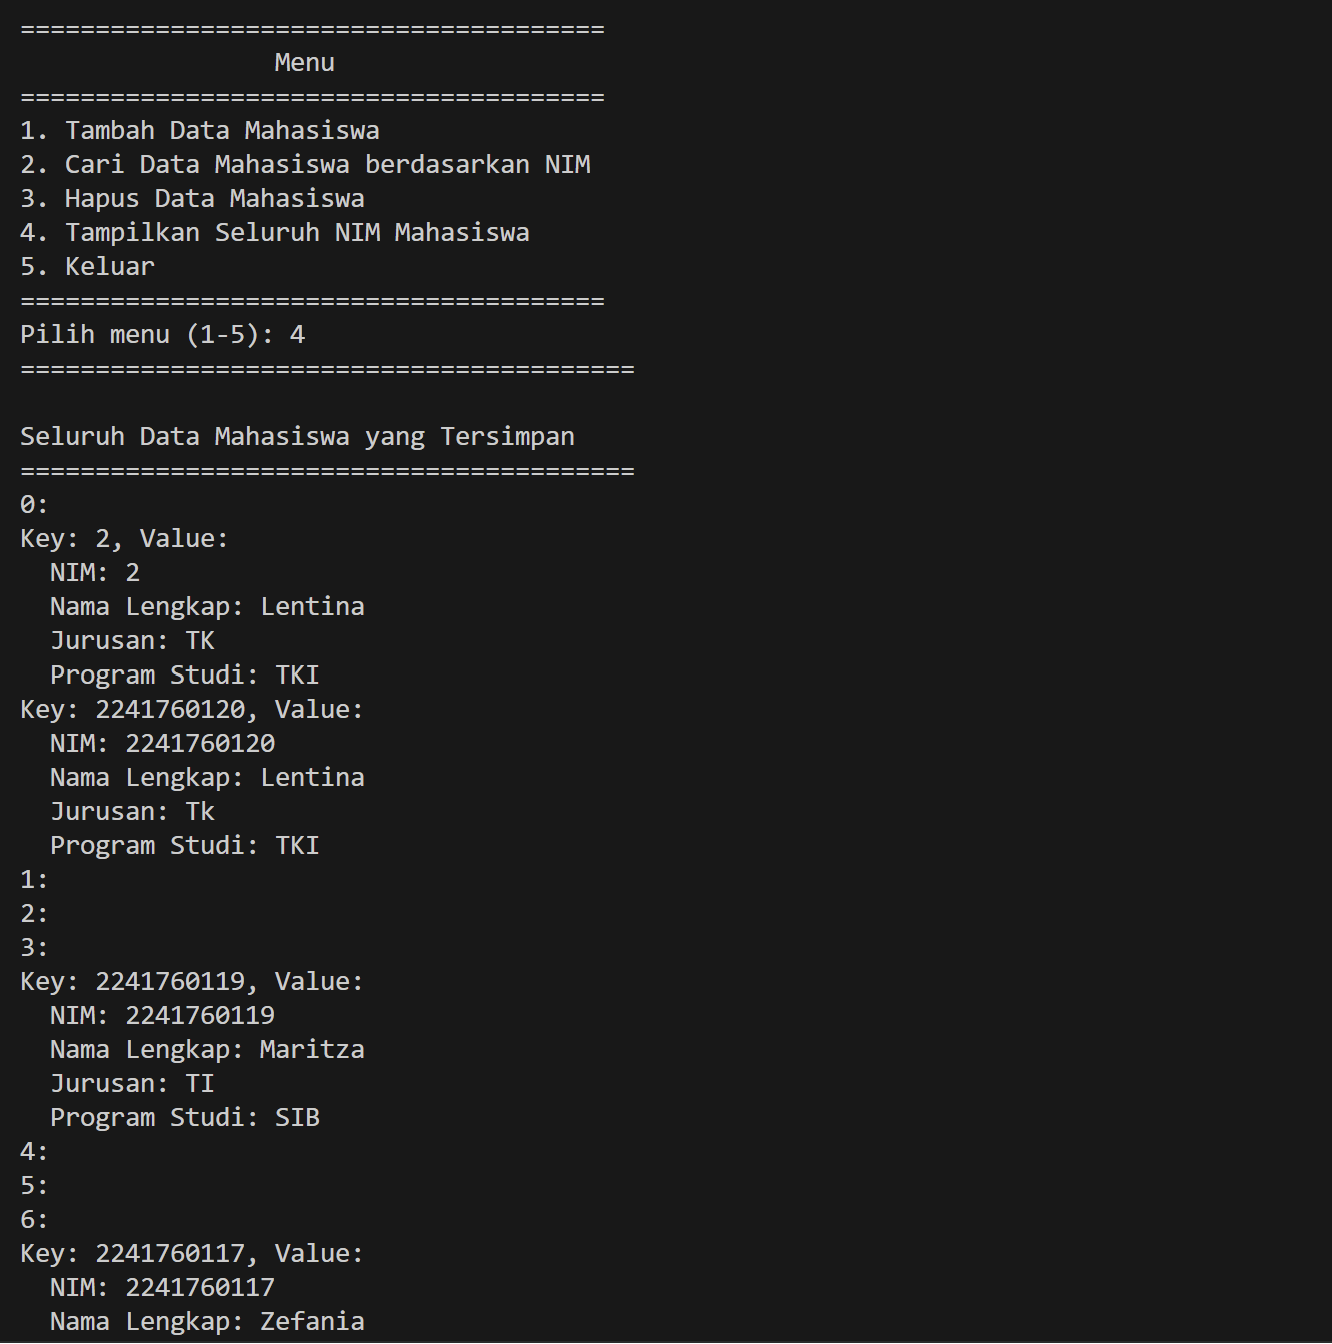 =======================================
                 Menu
=======================================
1. Tambah Data Mahasiswa
2. Cari Data Mahasiswa berdasarkan NIM
3. Hapus Data Mahasiswa
4. Tampilkan Seluruh NIM Mahasiswa
5. Keluar
=======================================
Pilih menu (1-5): 4
=========================================

Seluruh Data Mahasiswa yang Tersimpan
=========================================
0:
Key: 2, Value:
  NIM: 2
  Nama Lengkap: Lentina
  Jurusan: TK
  Program Studi: TKI
Key: 2241760120, Value:
  NIM: 2241760120
  Nama Lengkap: Lentina
  Jurusan: Tk
  Program Studi: TKI
1:
2:
3:
Key: 2241760119, Value:
  NIM: 2241760119
  Nama Lengkap: Maritza
  Jurusan: TI
  Program Studi: SIB
4:
5:
6:
Key: 2241760117, Value:
  NIM: 2241760117
  Nama Lengkap: Zefania